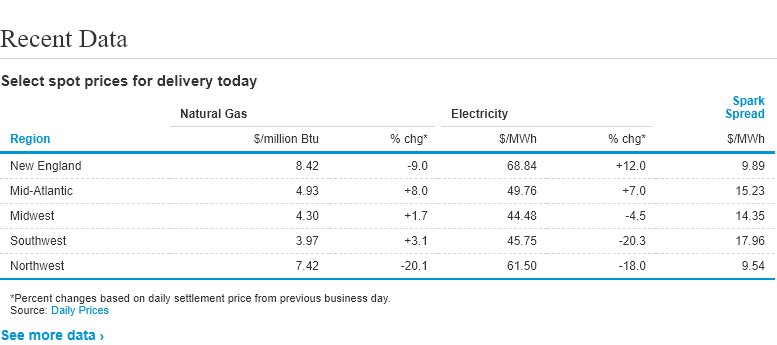 Recent Data
Select spot prices for delivery today
Natural Gas Electricity Spark Spread
Region $/million Btu % chg* $/MWh % chg* $/MWh
New England 8.42 -9.0 68.84 +12.0 9.89
Mid-Atlantic 4.93 +8.0 49.76 +7.0 15.23
Midwest 4.30 +1.7 44.48 -4.5 14.35
Southwest 3.97 +3.1 45.75 -20.3 17.96
Northwest 7.42 -20.1 61.50 -18.0 9.54
*Percent changes based on daily settlement price from previous business day.
Source: Daily Prices
See more data ›